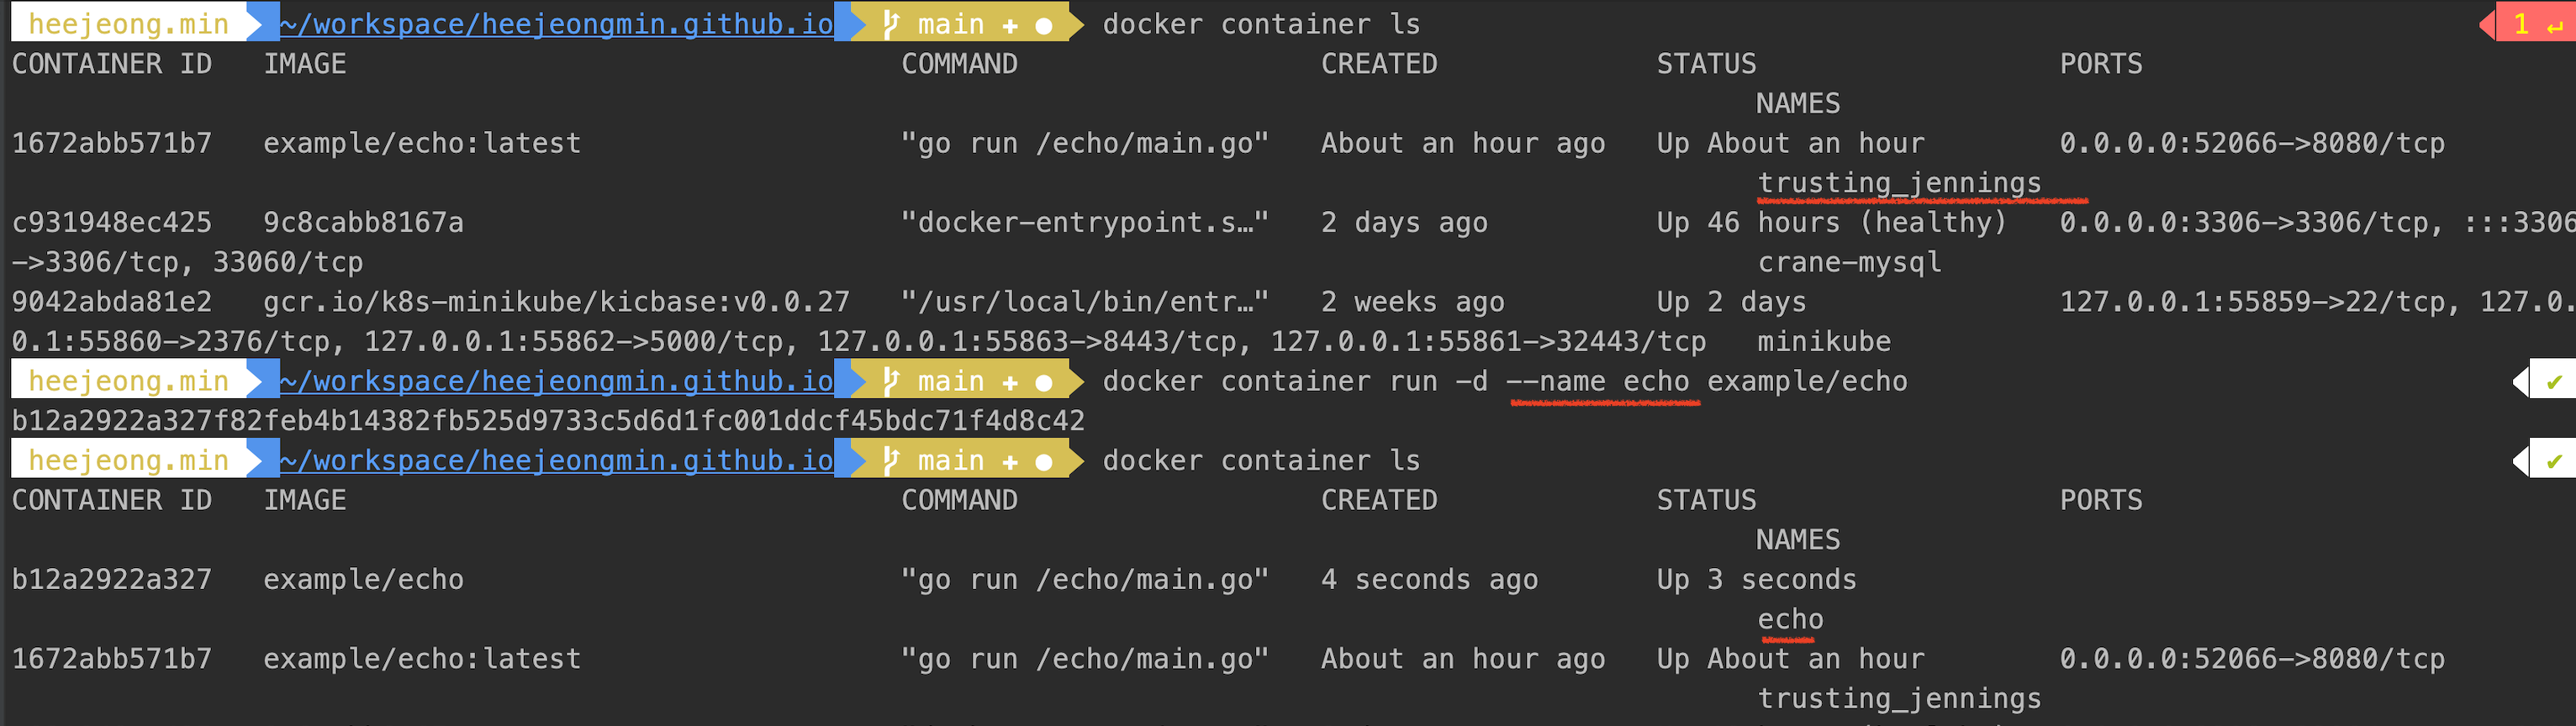 heejeong.min ~/workspace/heejeongmin.github.io main + ● docker container ls 1 ↵
CONTAINER ID   IMAGE                                 COMMAND                  CREATED             STATUS                  PORTS
NAMES
1672abb571b7   example/echo:latest                   "go run /echo/main.go"   About an hour ago   Up About an hour        0.0.0.0:52066->8080/tcp
trusting_jennings
c931948ec425   9c8cabb8167a                          "docker-entrypoint.s…"   2 days ago          Up 46 hours (healthy)   0.0.0.0:3306->3306/tcp, :::3306
->3306/tcp, 33060/tcp                                crane-mysql
9042abda81e2   gcr.io/k8s-minikube/kicbase:v0.0.27   "/usr/local/bin/entr…"   2 weeks ago         Up 2 days               127.0.0.1:55859->22/tcp, 127.0.
0.1:55860->2376/tcp, 127.0.0.1:55862->5000/tcp, 127.0.0.1:55863->8443/tcp, 127.0.0.1:55861->32443/tcp   minikube
heejeong.min ~/workspace/heejeongmin.github.io main + ● docker container run -d --name echo example/echo ✔
b12a2922a327f82feb4b14382fb525d9733c5d6d1fc001ddcf45bdc71f4d8c42
heejeong.min ~/workspace/heejeongmin.github.io main + ● docker container ls ✔
CONTAINER ID   IMAGE                                 COMMAND                  CREATED             STATUS                  PORTS
NAMES
b12a2922a327   example/echo                          "go run /echo/main.go"   4 seconds ago       Up 3 seconds
echo
1672abb571b7   example/echo:latest                   "go run /echo/main.go"   About an hour ago   Up About an hour        0.0.0.0:52066->8080/tcp
trusting_jennings